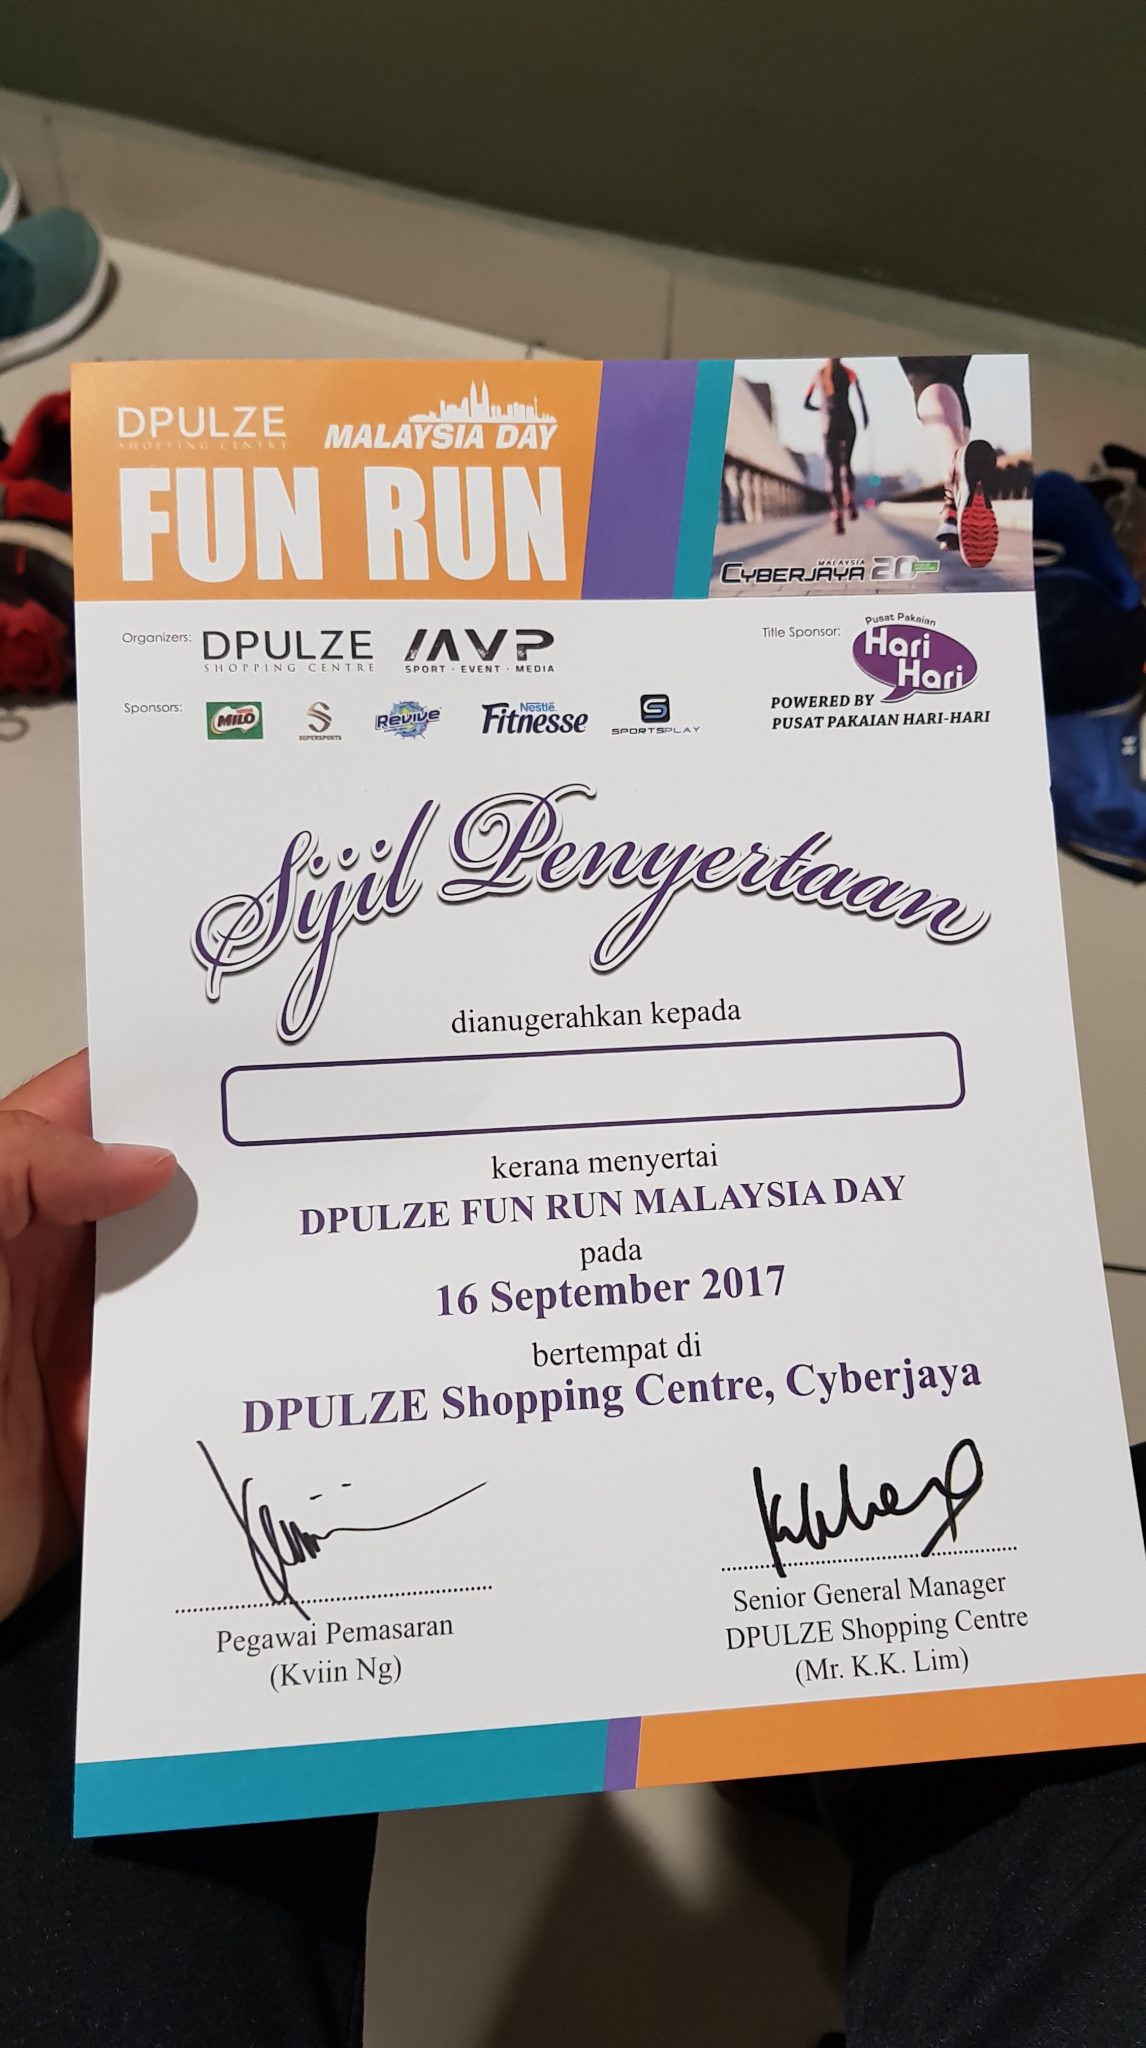 DPULZE
SHOPPING CENTRE
MALAYSIA DAY
FUN RUN
MALAYSIA
CYBERJAYA 20
Organizers: DPULZE
SHOPPING CENTRE
MVP
SPORT · EVENT · MEDIA
Title Sponsor:
Pusat Pakaian
Hari
Hari
POWERED BY
PUSAT PAKAIAN HARI-HARI
Sponsors:
MILO
SUPERSPORTS
Revive
Nestlé
Fitnesse
SPORTSPLAY
Sijil Penyertaan
dianugerahkan kepada
kerana menyertai
DPULZE FUN RUN MALAYSIA DAY
pada
16 September 2017
bertempat di
DPULZE Shopping Centre, Cyberjaya
Pegawai Pemasaran
(Kviin Ng)
Senior General Manager
DPULZE Shopping Centre
(Mr. K.K. Lim)